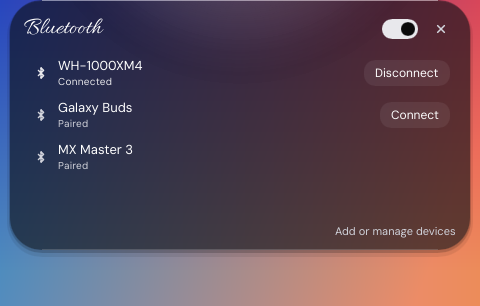 Bluetooth
WH-1000XM4
Connected
Disconnect
Galaxy Buds
Paired
Connect
MX Master 3
Paired
Add or manage devices